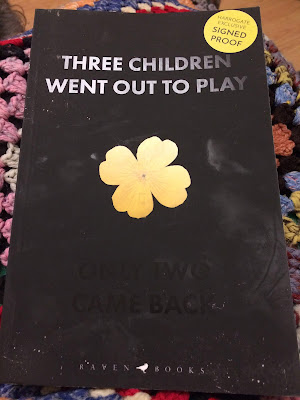 HARROGATE
EXCLUSIVE
SIGNED
PROOF
THREE CHILDREN
WENT OUT TO PLAY
ONLY TWO
CAME BACK
RAVEN BOOKS